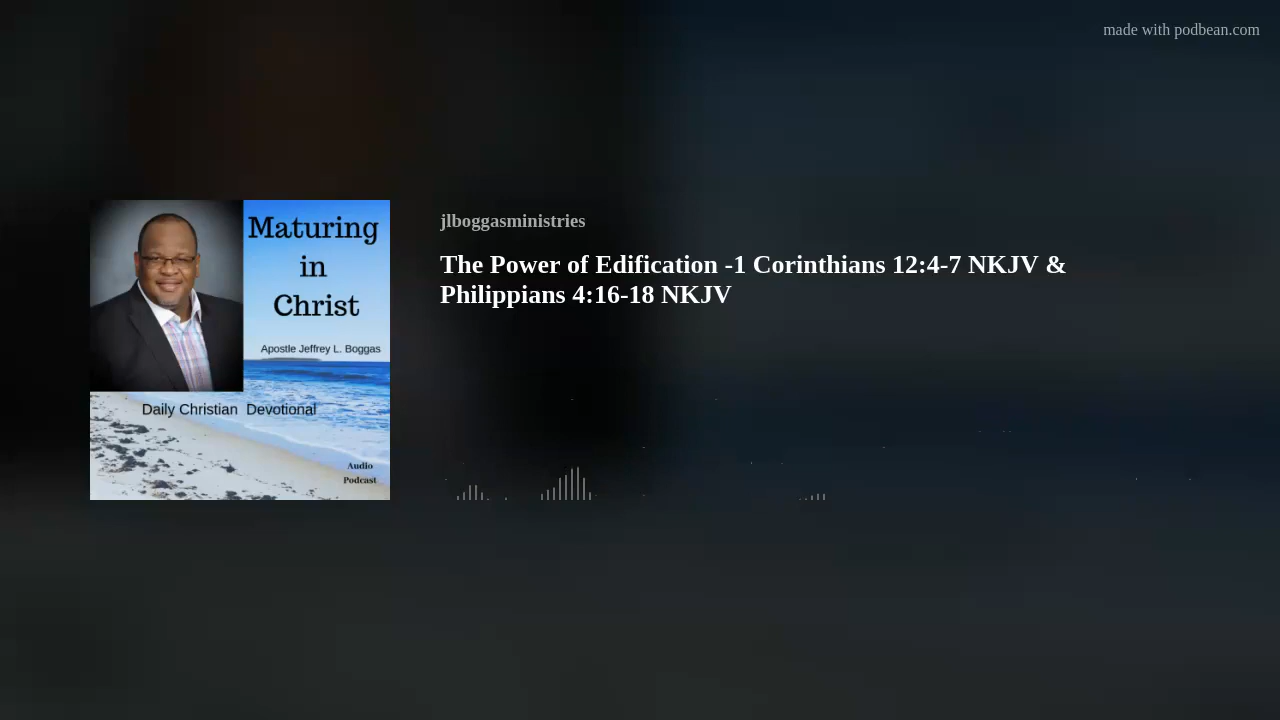 made with podbean.com
Maturing
in
Christ
Apostle Jeffrey L. Boggas
Daily Christian Devotional
Audio
Podcast
jlboggasministries
The Power of Edification -1 Corinthians 12:4-7 NKJV &
Philippians 4:16-18 NKJV